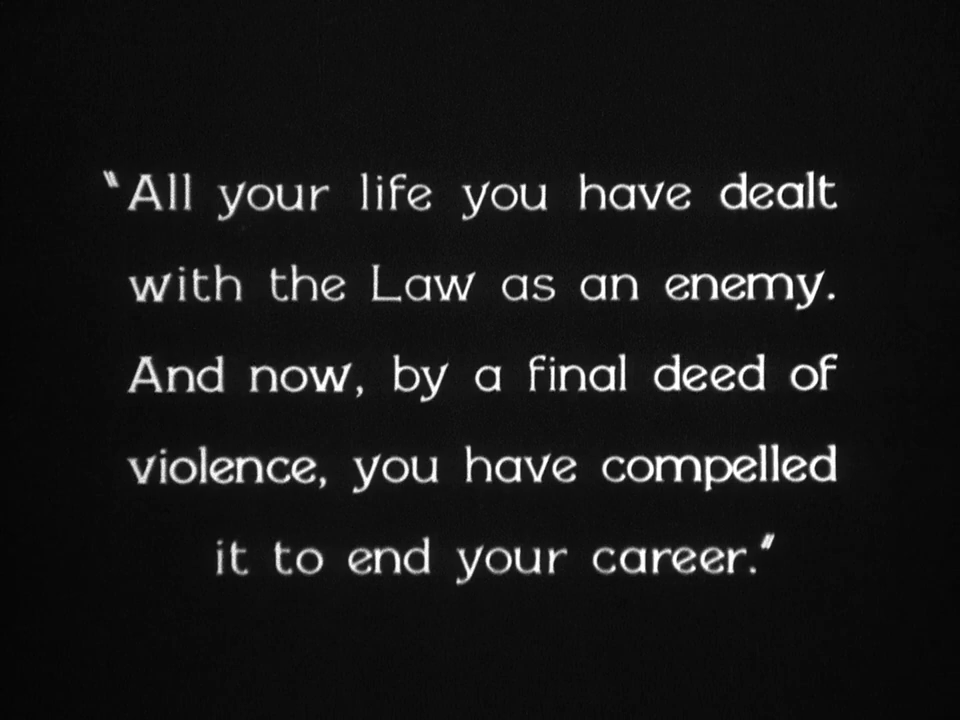 "All your life you have dealt
with the Law as an enemy.
And now, by a final deed of
violence, you have compelled
it to end your career."